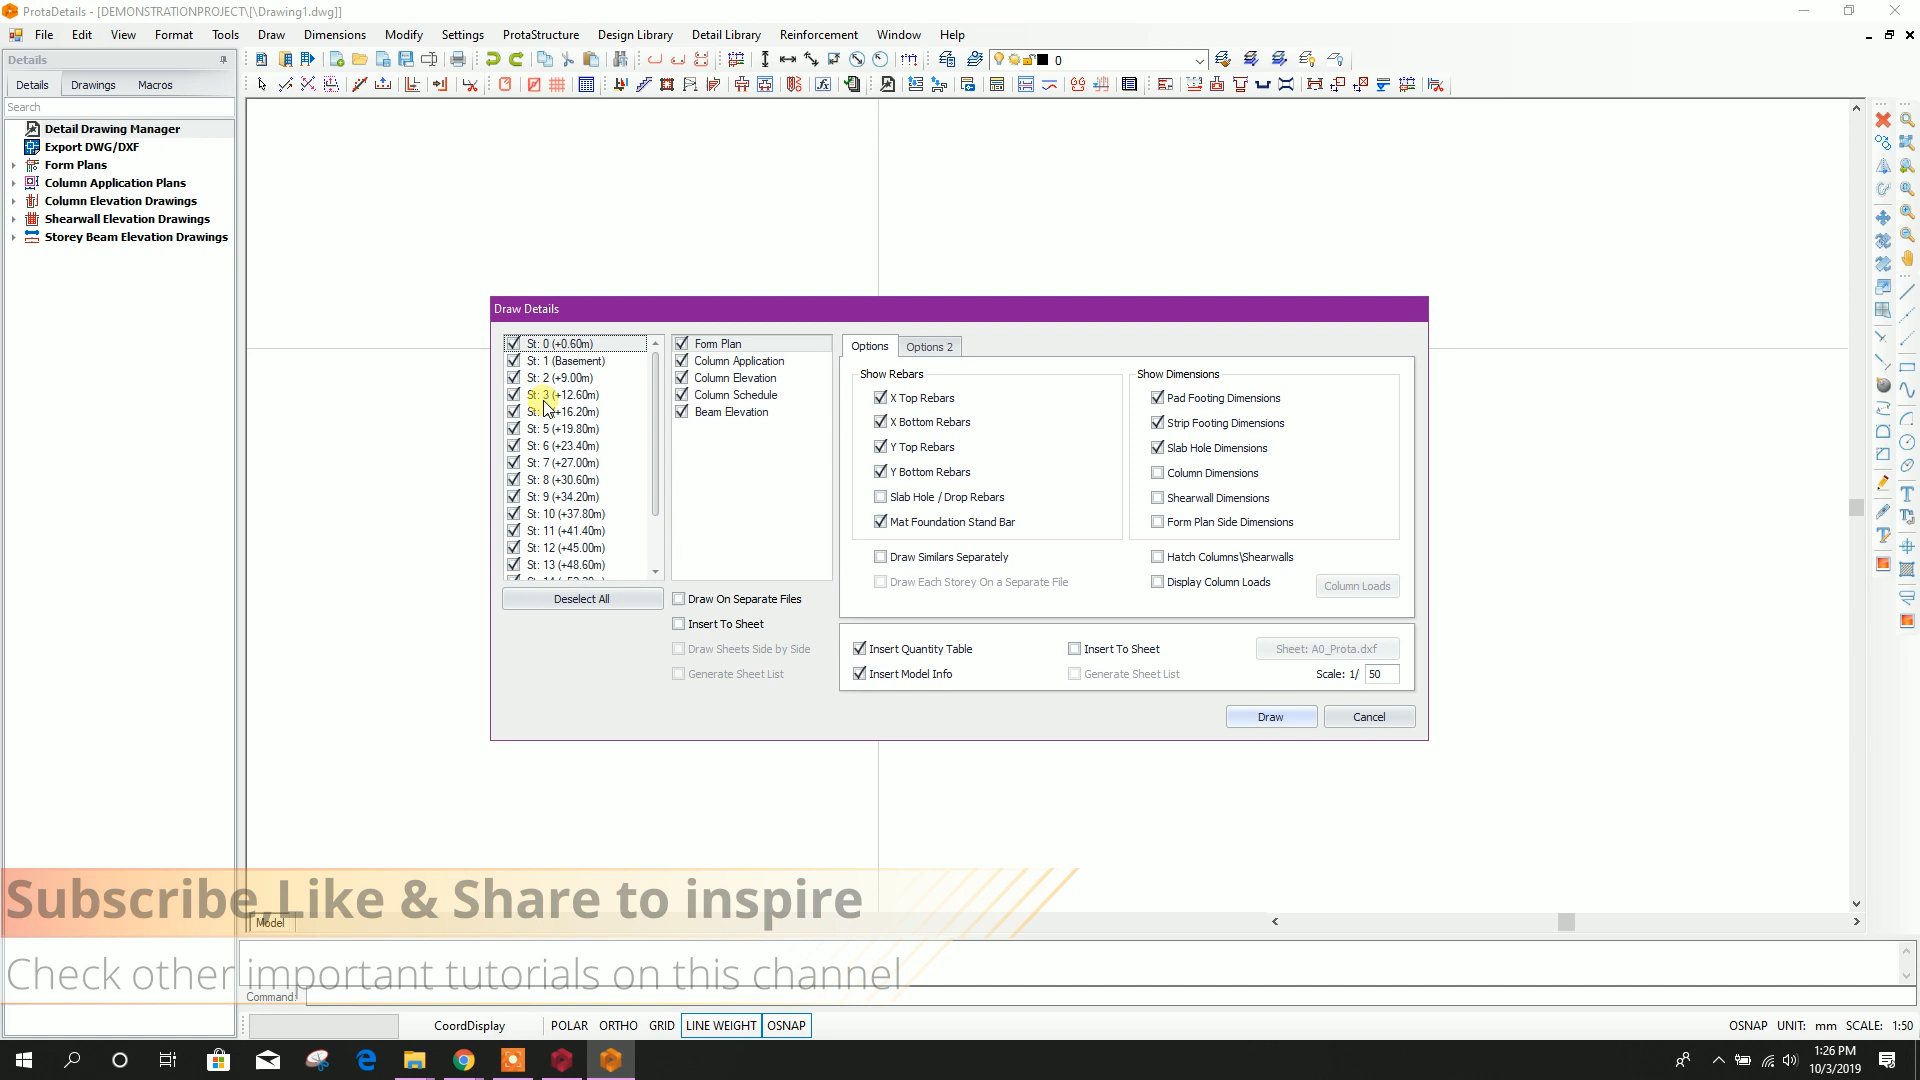 ProtaDetails - [DEMONSTRATIONPROJECT\[\Drawing1.dwg]]
File Edit View Format Tools Draw Dimensions Modify Settings ProtaStructure Design Library Detail Library Reinforcement Window Help
Details
0
Details Drawings Macros
Search
Detail Drawing Manager
Export DWG/DXF
Form Plans
Column Application Plans
Column Elevation Drawings
Shearwall Elevation Drawings
Storey Beam Elevation Drawings
Draw Details
St: 0 (+0.60m)
St: 1 (Basement)
St: 2 (+9.00m)
St: 3 (+12.60m)
St: +16.20m)
St: 5 (+19.80m)
St: 6 (+23.40m)
St: 7 (+27.00m)
St: 8 (+30.60m)
St: 9 (+34.20m)
St: 10 (+37.80m)
St: 11 (+41.40m)
St: 12 (+45.00m)
St: 13 (+48.60m)
Deselect All
Form Plan
Column Application
Column Elevation
Column Schedule
Beam Elevation
Draw On Separate Files
Insert To Sheet
Draw Sheets Side by Side
Generate Sheet List
Options Options 2
Show Rebars
X Top Rebars
X Bottom Rebars
Y Top Rebars
Y Bottom Rebars
Slab Hole / Drop Rebars
Mat Foundation Stand Bar
Draw Similars Separately
Draw Each Storey On a Separate File
Show Dimensions
Pad Footing Dimensions
Strip Footing Dimensions
Slab Hole Dimensions
Column Dimensions
Shearwall Dimensions
Form Plan Side Dimensions
Hatch Columns\Shearwalls
Display Column Loads
Column Loads
Insert Quantity Table
Insert To Sheet
Sheet: A0_Prota.dxf
Insert Model Info
Generate Sheet List
Scale: 1/ 50
Draw Cancel
Subscribe,Like & Share to inspire
Model
Check other important tutorials on this channel
Command:
CoordDisplay POLAR ORTHO GRID LINE WEIGHT OSNAP
OSNAP UNIT: mm SCALE: 1:50
1:26 PM
10/3/2019